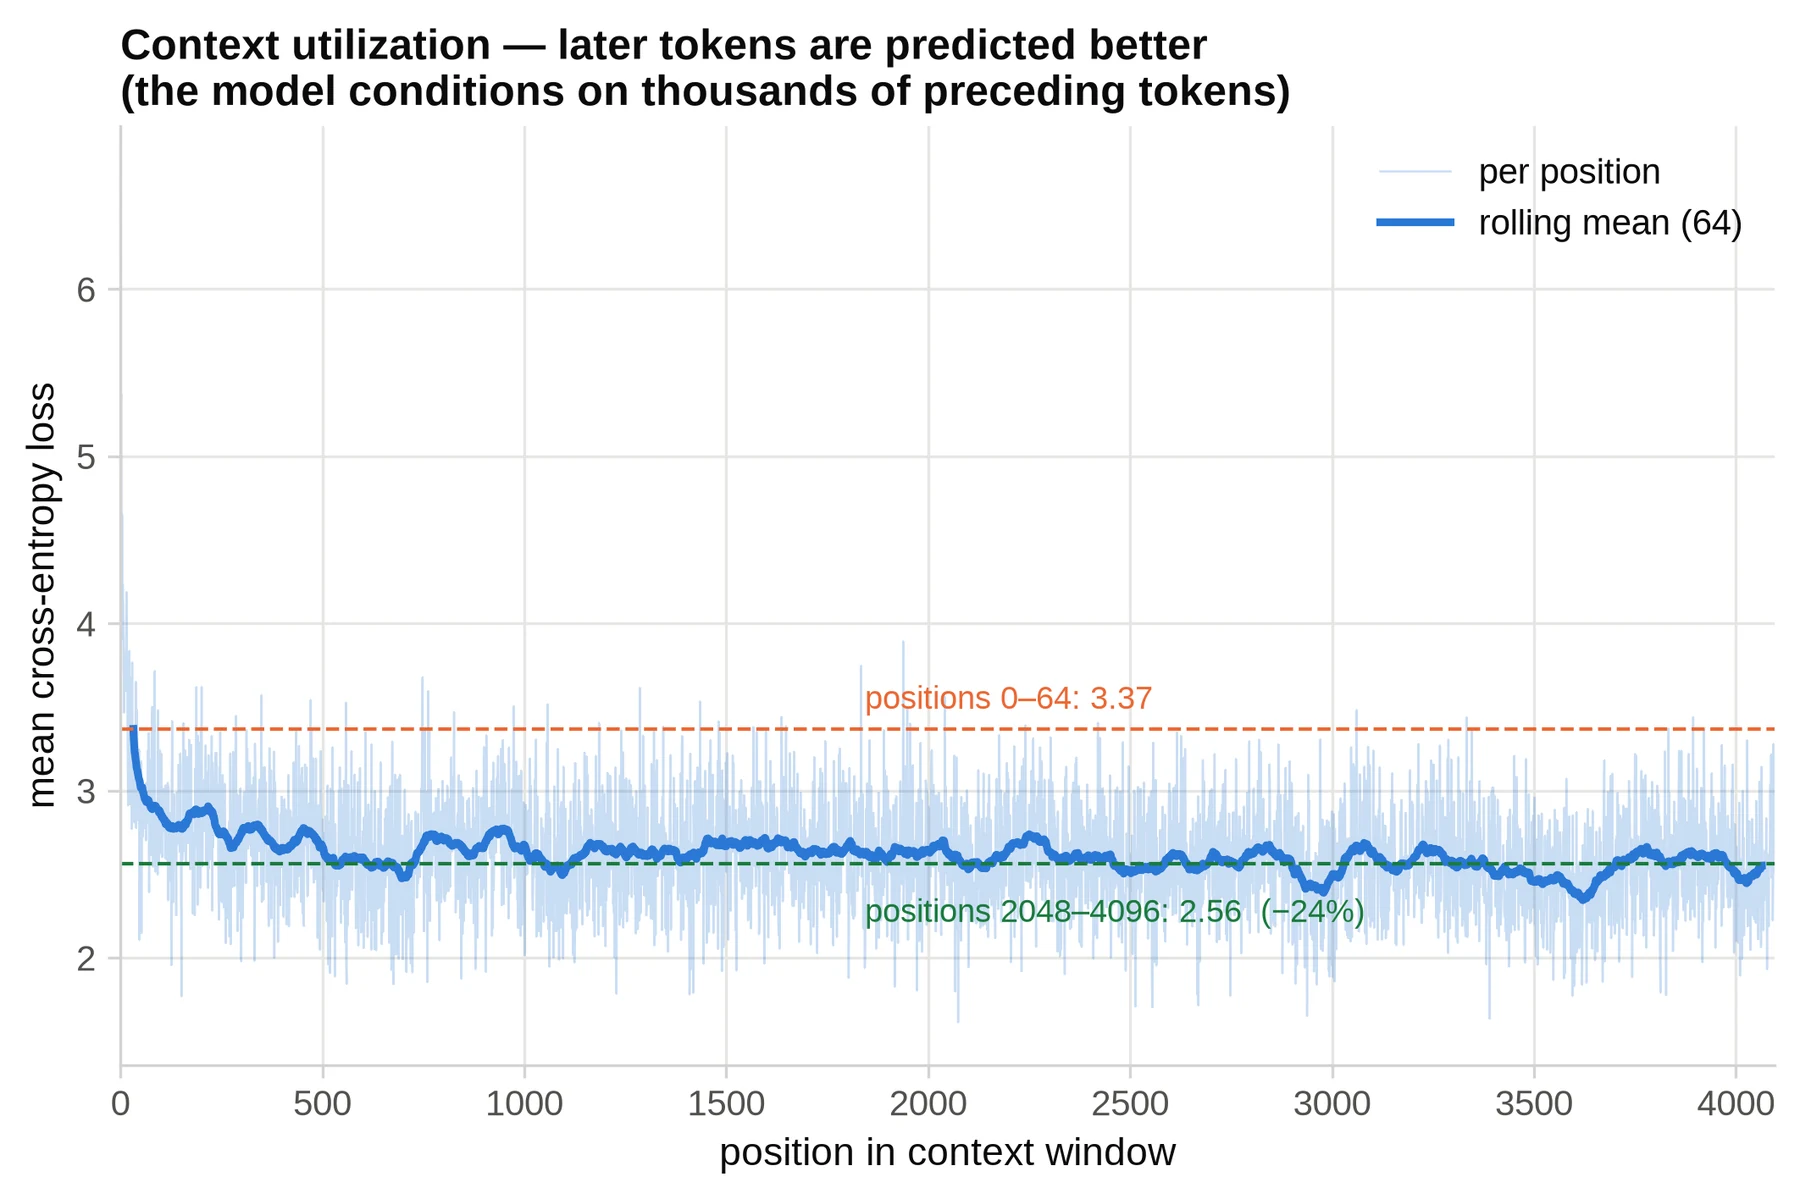 Context utilization — later tokens are predicted better
(the model conditions on thousands of preceding tokens)
per position
rolling mean (64)
mean cross-entropy loss
6
5
4
3
2
positions 0–64: 3.37
positions 2048–4096: 2.56 (−24%)
0 500 1000 1500 2000 2500 3000 3500 4000
position in context window